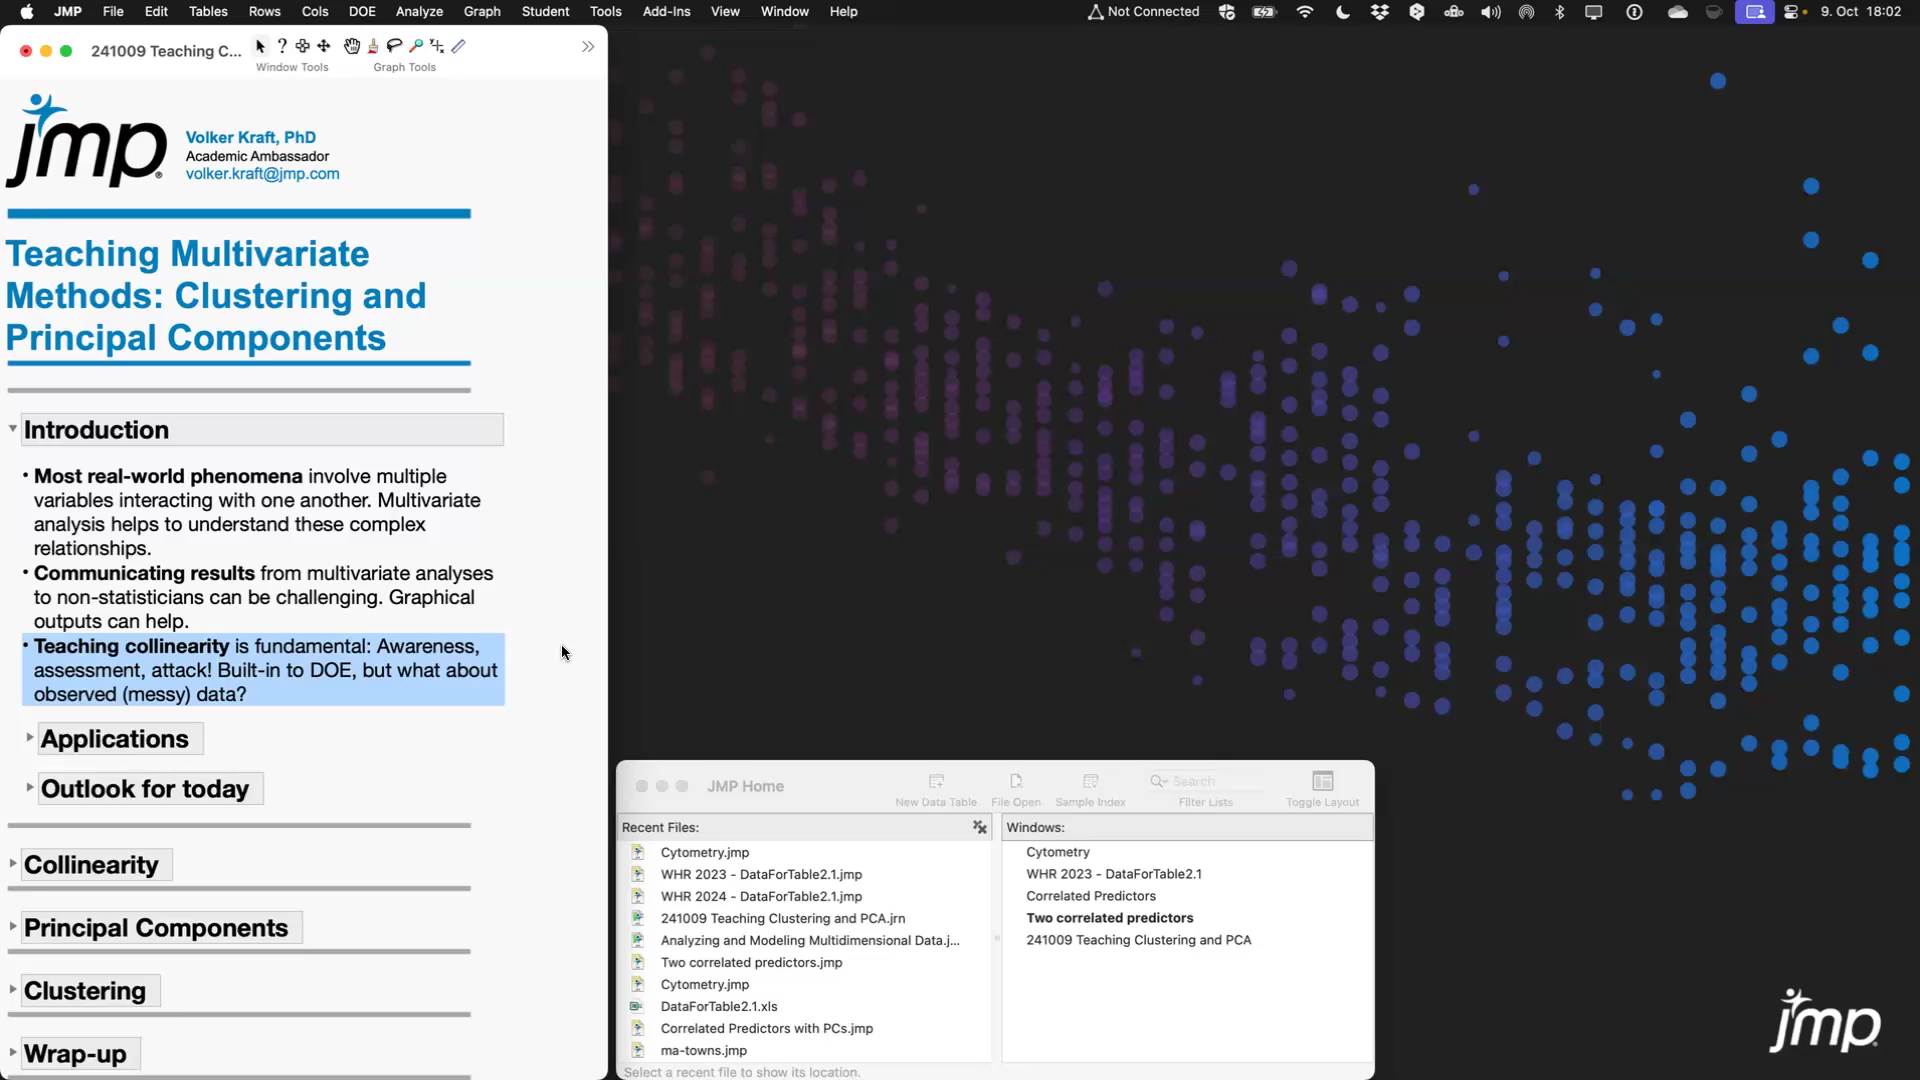 JMP File Edit Tables Rows Cols DOE Analyze Graph Student Tools Add-Ins View Window Help Not Connected 9. Oct 18:02
241009 Teaching C...
Window Tools Graph Tools
jmp
Volker Kraft, PhD
Academic Ambassador
volker.kraft@jmp.com
Teaching Multivariate
Methods: Clustering and
Principal Components
Introduction
• Most real-world phenomena involve multiple
variables interacting with one another. Multivariate
analysis helps to understand these complex
relationships.
• Communicating results from multivariate analyses
to non-statisticians can be challenging. Graphical
outputs can help.
• Teaching collinearity is fundamental: Awareness,
assessment, attack! Built-in to DOE, but what about
observed (messy) data?
Applications
Outlook for today
Collinearity
Principal Components
Clustering
Wrap-up
JMP Home
New Data Table File Open Sample Index Search Filter Lists Toggle Layout
Recent Files:
Cytometry.jmp
WHR 2023 - DataForTable2.1.jmp
WHR 2024 - DataForTable2.1.jmp
241009 Teaching Clustering and PCA.jrn
Analyzing and Modeling Multidimensional Data.j...
Two correlated predictors.jmp
Cytometry.jmp
DataForTable2.1.xls
Correlated Predictors with PCs.jmp
ma-towns.jmp
Select a recent file to show its location.
Windows:
Cytometry
WHR 2023 - DataForTable2.1
Correlated Predictors
Two correlated predictors
241009 Teaching Clustering and PCA
jmp